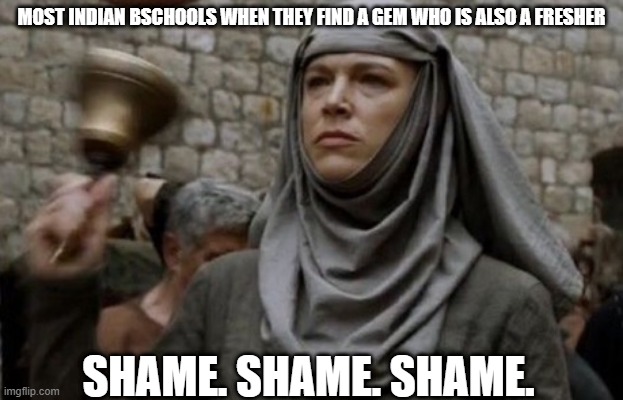 MOST INDIAN BSCHOOLS WHEN THEY FIND A GEM WHO IS ALSO A FRESHER
SHAME. SHAME. SHAME.
imgflip.com